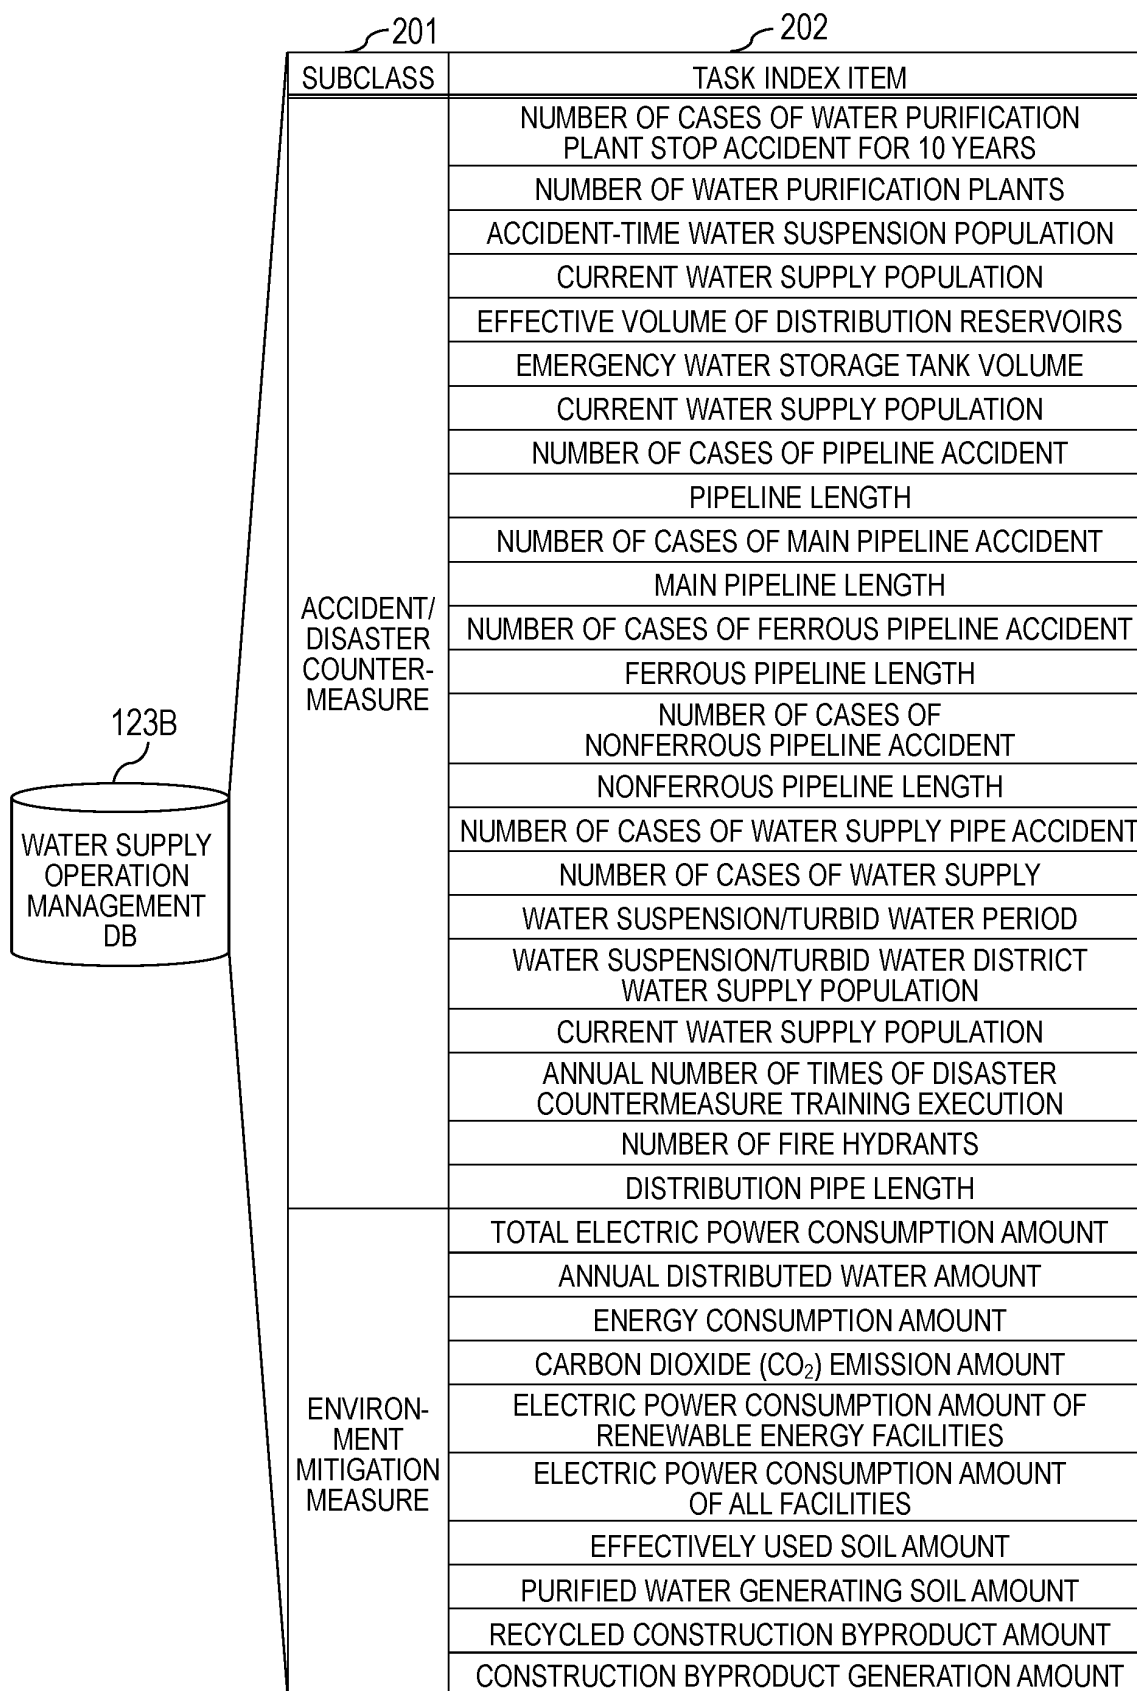 201
202
SUBCLASS
TASK INDEX ITEM
NUMBER OF CASES OF WATER PURIFICATION
PLANT STOP ACCIDENT FOR 10 YEARS
NUMBER OF WATER PURIFICATION PLANTS
ACCIDENT-TIME WATER SUSPENSION POPULATION
CURRENT WATER SUPPLY POPULATION
EFFECTIVE VOLUME OF DISTRIBUTION RESERVOIRS
EMERGENCY WATER STORAGE TANK VOLUME
CURRENT WATER SUPPLY POPULATION
NUMBER OF CASES OF PIPELINE ACCIDENT
PIPELINE LENGTH
NUMBER OF CASES OF MAIN PIPELINE ACCIDENT
MAIN PIPELINE LENGTH
ACCIDENT/
DISASTER
COUNTER-
MEASURE
NUMBER OF CASES OF FERROUS PIPELINE ACCIDENT
FERROUS PIPELINE LENGTH
NUMBER OF CASES OF
NONFERROUS PIPELINE ACCIDENT
NONFERROUS PIPELINE LENGTH
123B
WATER SUPPLY
OPERATION
MANAGEMENT
DB
NUMBER OF CASES OF WATER SUPPLY PIPE ACCIDENT
NUMBER OF CASES OF WATER SUPPLY
WATER SUSPENSION/TURBID WATER PERIOD
WATER SUSPENSION/TURBID WATER DISTRICT
WATER SUPPLY POPULATION
CURRENT WATER SUPPLY POPULATION
ANNUAL NUMBER OF TIMES OF DISASTER
COUNTERMEASURE TRAINING EXECUTION
NUMBER OF FIRE HYDRANTS
DISTRIBUTION PIPE LENGTH
TOTAL ELECTRIC POWER CONSUMPTION AMOUNT
ANNUAL DISTRIBUTED WATER AMOUNT
ENERGY CONSUMPTION AMOUNT
CARBON DIOXIDE (CO₂) EMISSION AMOUNT
ENVIRON-
MENT
MITIGATION
MEASURE
ELECTRIC POWER CONSUMPTION AMOUNT OF
RENEWABLE ENERGY FACILITIES
ELECTRIC POWER CONSUMPTION AMOUNT
OF ALL FACILITIES
EFFECTIVELY USED SOIL AMOUNT
PURIFIED WATER GENERATING SOIL AMOUNT
RECYCLED CONSTRUCTION BYPRODUCT AMOUNT
CONSTRUCTION BYPRODUCT GENERATION AMOUNT